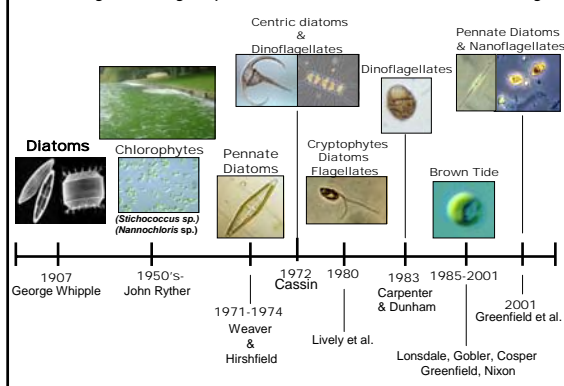 Centric diatoms
&
Dinoflagellates
Pennate Diatoms
& Nanoflagellates
Dinoflagellates
Diatoms
Chlorophytes
Pennate
Diatoms
Cryptophytes
Diatoms
Flagellates
Brown Tide
(Stichococcus sp.)
(Nannochloris sp.)
1907
George Whipple
1950's-
John Ryther
1971-1974
Weaver
&
Hirshfield
1972
Cassin
1980
Lively et al.
1983
Carpenter
& Dunham
1985-2001
Lonsdale, Gobler, Cosper
Greenfield, Nixon
2001
Greenfield et al.